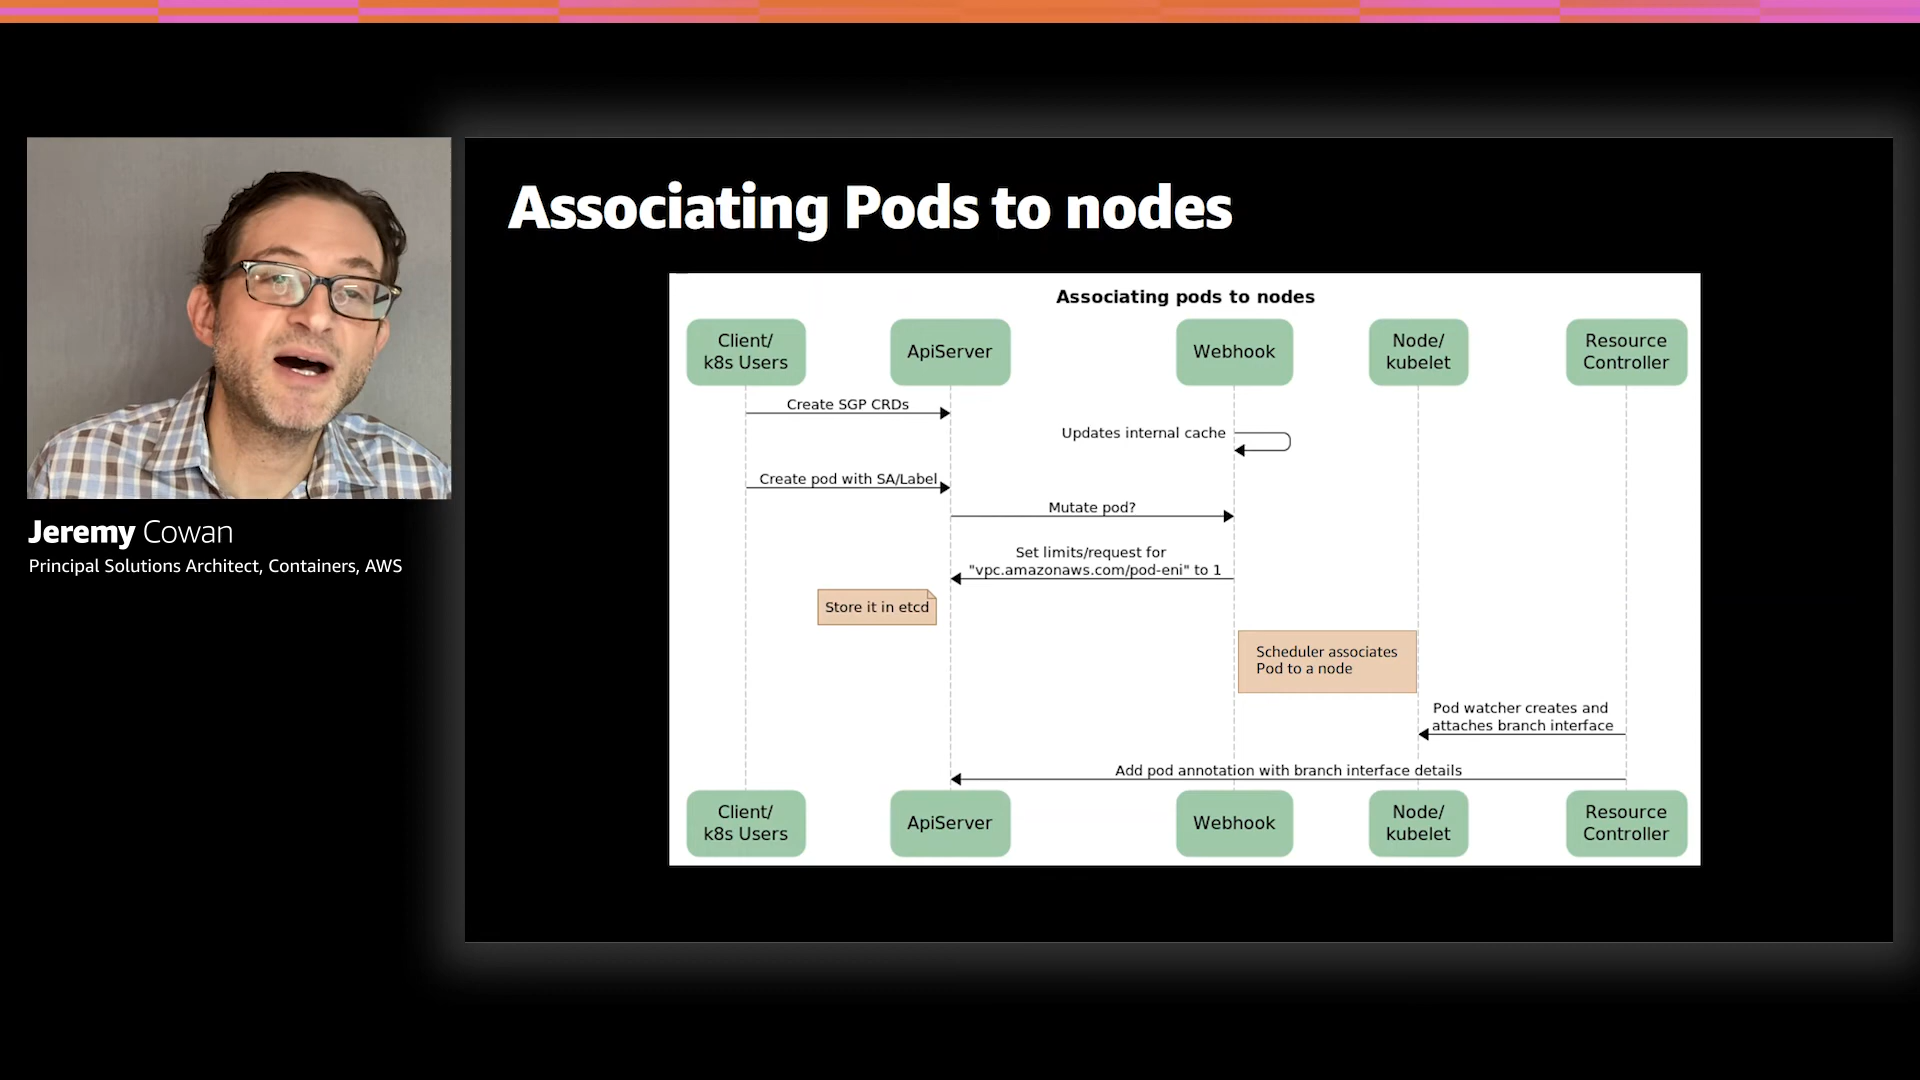 Associating Pods to nodes
Associating pods to nodes
Client/
k8s Users
ApiServer
Webhook
Node/
kubelet
Resource
Controller
Create SGP CRDs
Updates internal cache
Create pod with SA/Label
Mutate pod?
Set limits/request for
"vpc.amazonaws.com/pod-eni" to 1
Store it in etcd
Scheduler associates
Pod to a node
Pod watcher creates and
attaches branch interface
Add pod annotation with branch interface details
Client/
k8s Users
ApiServer
Webhook
Node/
kubelet
Resource
Controller
Jeremy Cowan
Principal Solutions Architect, Containers, AWS